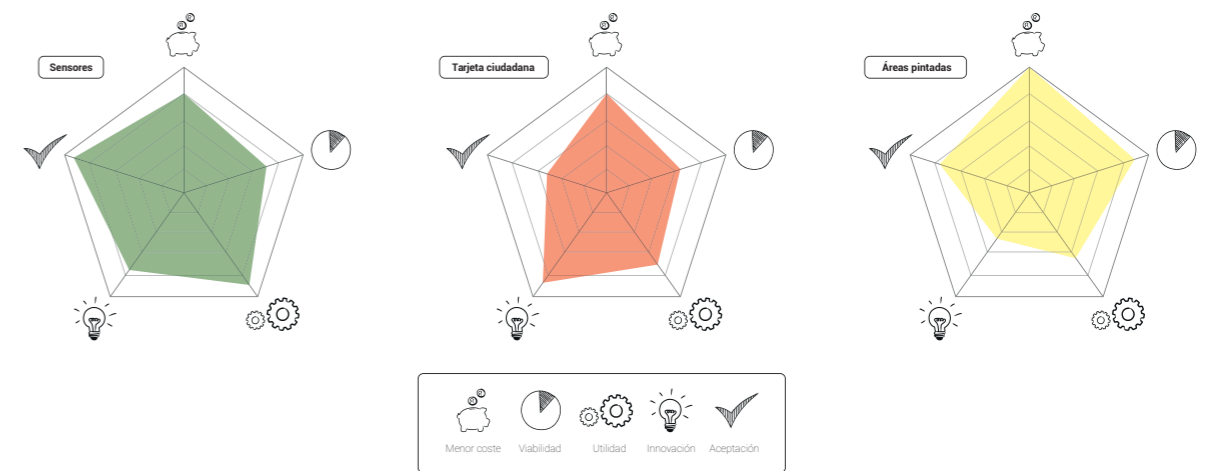 Sensores
Tarjeta ciudadana
Áreas pintadas
Menor coste
Viabilidad
Utilidad
Innovación
Aceptación